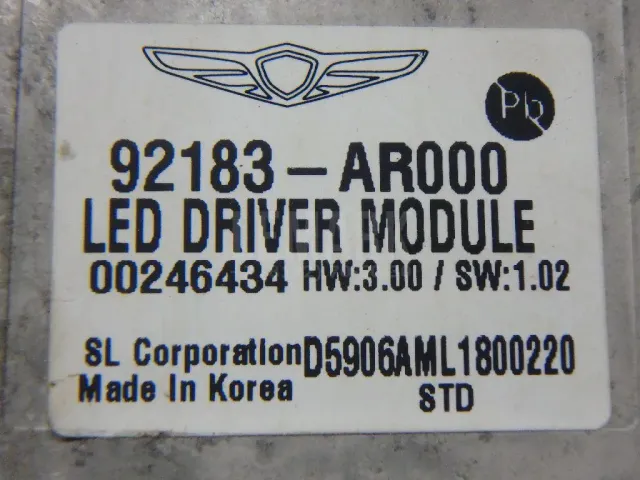 Pb
92183-AR000
LED DRIVER MODULE
00246434 HW:3.00 / SW:1.02
SL Corporation D5906AML1800220
Made In Korea STD